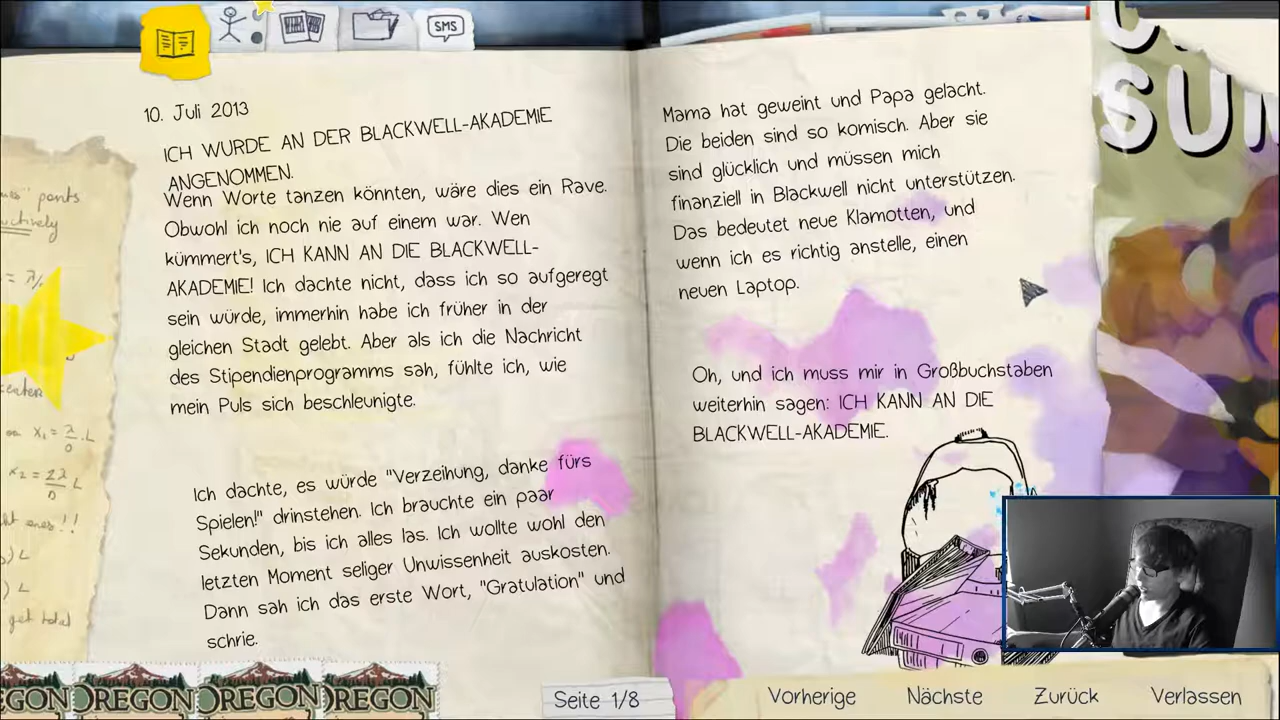 SMS
10. Juli 2013
ICH WURDE AN DER BLACKWELL-AKADEMIE
ANGENOMMEN.
Wenn Worte tanzen könnten, wäre dies ein Rave.
Obwohl ich noch nie auf einem war. Wen
kümmert's, ICH KANN AN DIE BLACKWELL-
AKADEMIE! Ich dachte nicht, dass ich so aufgeregt
sein würde, immerhin habe ich früher in der
gleichen Stadt gelebt. Aber als ich die Nachricht
des Stipendienprogramms sah, fühlte ich, wie
mein Puls sich beschleunigte.
Ich dachte, es würde "Verzeihung, danke fürs
Spielen!" drinstehen. Ich brauchte ein paar
Sekunden, bis ich alles las. Ich wollte wohl den
letzten Moment seliger Unwissenheit auskosten.
Dann sah ich das erste Wort, "Gratulation" und
schrie.
Mama hat geweint und Papa gelacht.
Die beiden sind so komisch. Aber sie
sind glücklich und müssen mich
finanziell in Blackwell nicht unterstützen.
Das bedeutet neue Klamotten, und
wenn ich es richtig anstelle, einen
neuen Laptop.
Oh, und ich muss mir in Großbuchstaben
weiterhin sagen: ICH KANN AN DIE
BLACKWELL-AKADEMIE.
pants
EGON OREGON OREGON OREGON
Seite 1/8
Vorherige Nächste Zurück Verlassen